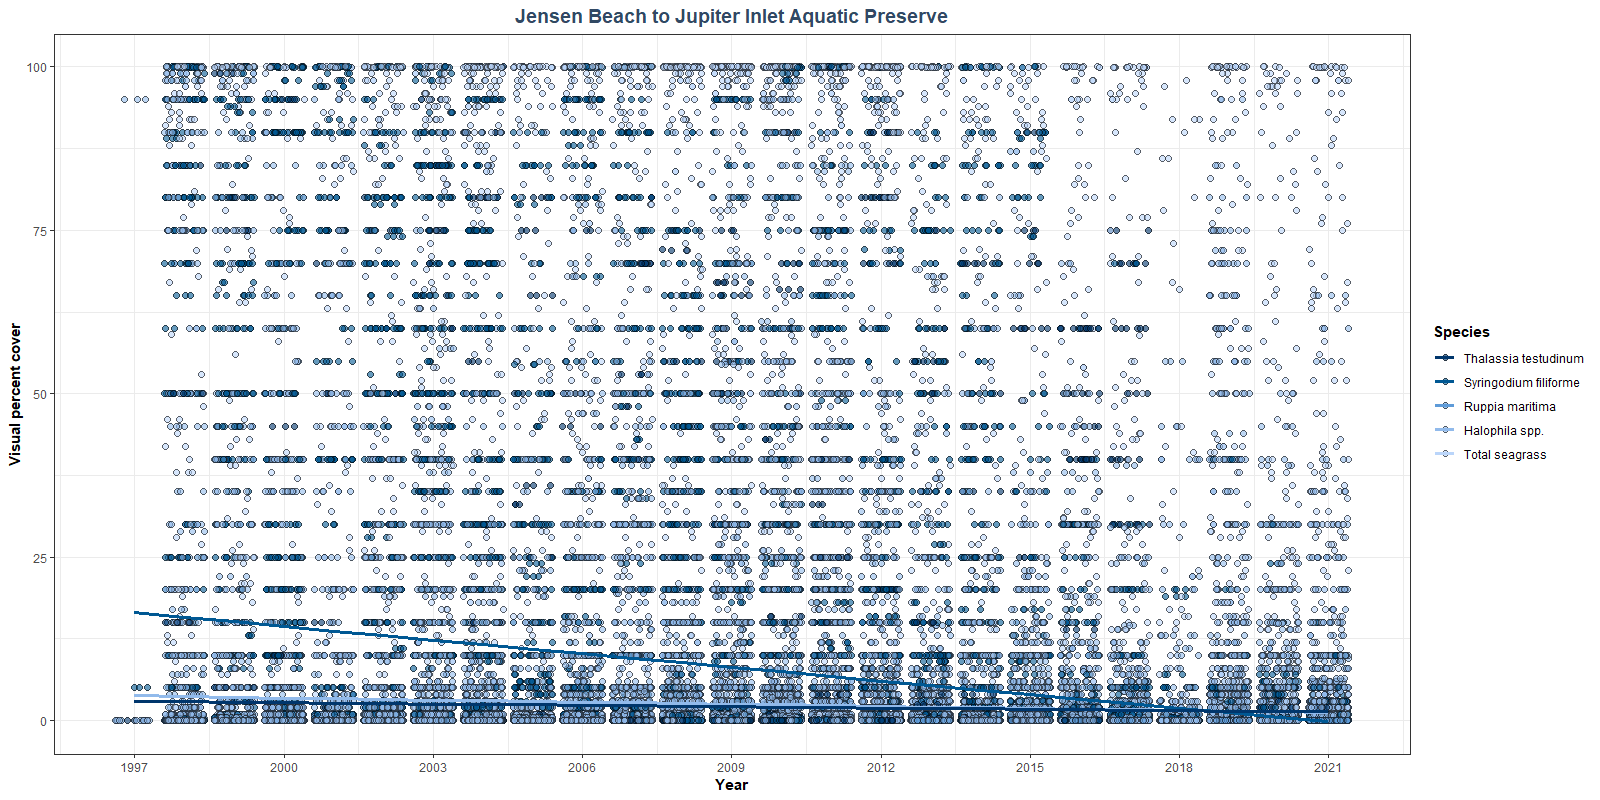 Jensen Beach to Jupiter Inlet Aquatic Preserve
Visual percent cover
100
75
50
25
0
1997
2000
2003
2006
2009
2012
2015
2018
2021
Year
Species
Thalassia testudinum
Syringodium filiforme
Ruppia maritima
Halophila spp.
Total seagrass